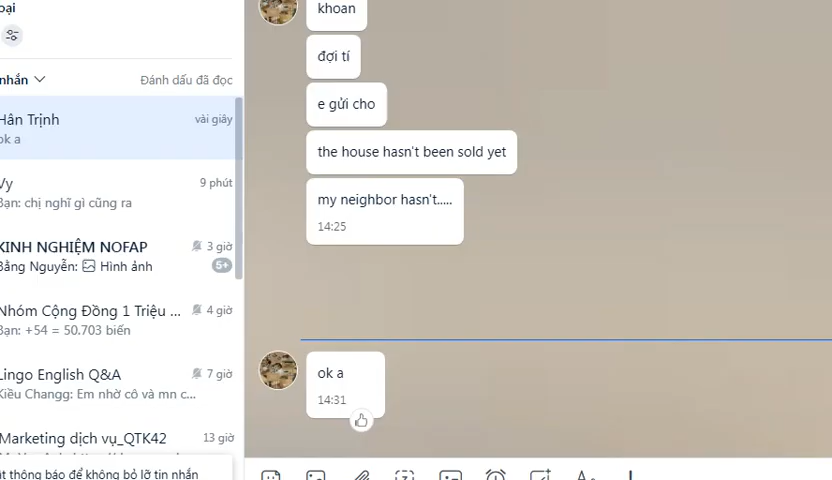 oại
nhắn
Đánh dấu đã đọc
Hân Trịnh
vài giây
ok a
Vy
9 phút
Bạn: chị nghĩ gì cũng ra
KINH NGHIỆM NOFAP
3 giờ
Bằng Nguyễn: Hình ảnh
5+
Nhóm Cộng Đồng 1 Triệu ...
4 giờ
Bạn: +54 = 50.703 biến
Lingo English Q&A
7 giờ
Kiều Changg: Em nhờ cô và mn c...
Marketing dịch vụ_QTK42
13 giờ
ật thông báo để không bỏ lỡ tin nhắn
khoan
đợi tí
e gửi cho
the house hasn't been sold yet
my neighbor hasn't.....
14:25
ok a
14:31